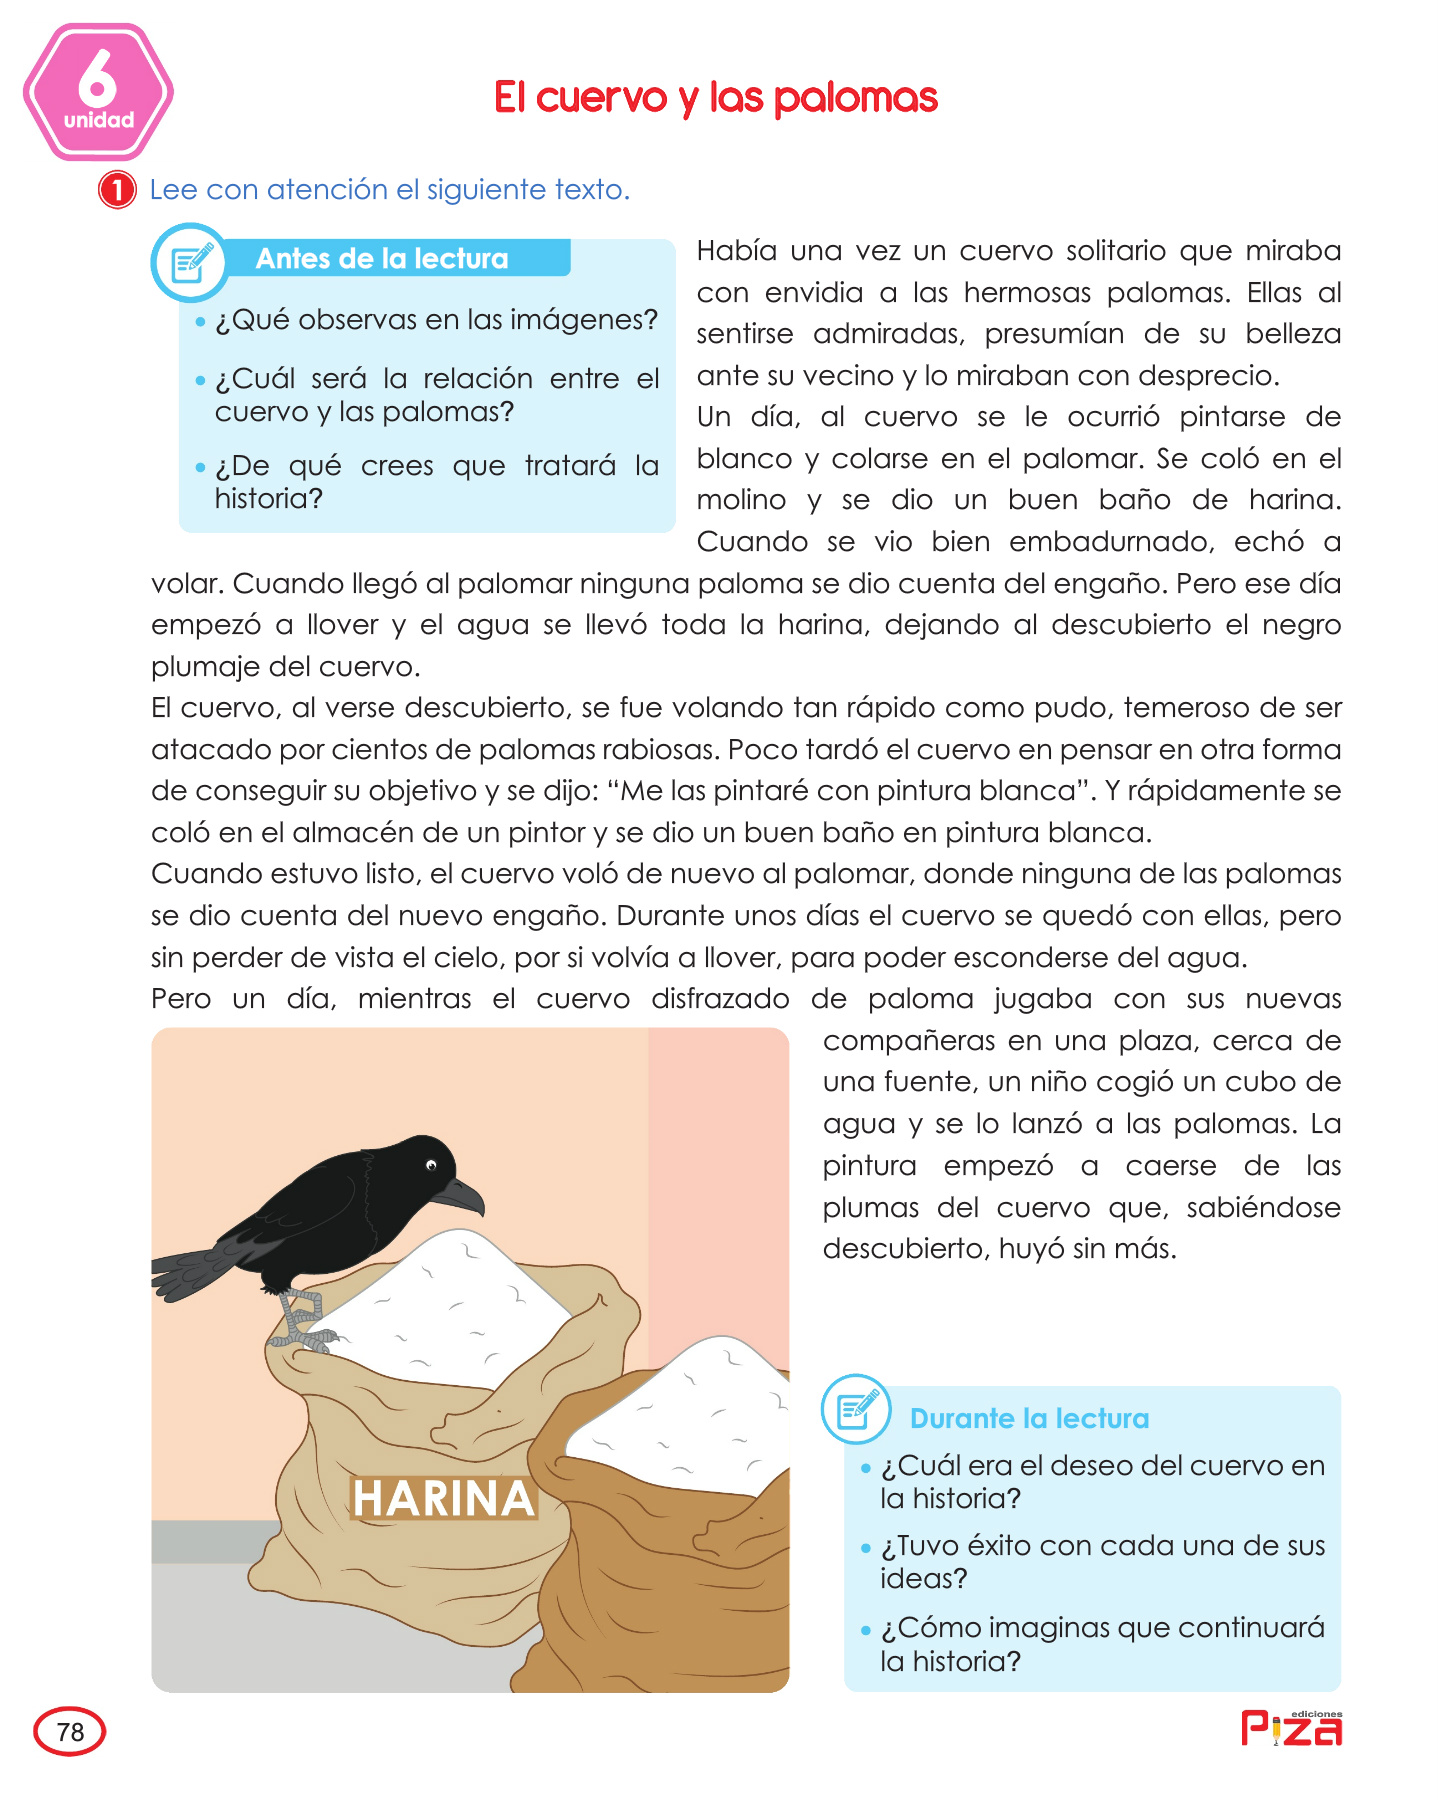 6
unidad
El cuervo y las palomas
1 Lee con atención el siguiente texto.
Antes de la lectura
• ¿Qué observas en las imágenes?
• ¿Cuál será la relación entre el
cuervo y las palomas?
• ¿De qué crees que tratará la
historia?
Había una vez un cuervo solitario que miraba
con envidia a las hermosas palomas. Ellas al
sentirse admiradas, presumían de su belleza
ante su vecino y lo miraban con desprecio.
Un día, al cuervo se le ocurrió pintarse de
blanco y colarse en el palomar. Se coló en el
molino y se dio un buen baño de harina.
Cuando se vio bien embadurnado, echó a
volar. Cuando llegó al palomar ninguna paloma se dio cuenta del engaño. Pero ese día
empezó a llover y el agua se llevó toda la harina, dejando al descubierto el negro
plumaje del cuervo.
El cuervo, al verse descubierto, se fue volando tan rápido como pudo, temeroso de ser
atacado por cientos de palomas rabiosas. Poco tardó el cuervo en pensar en otra forma
de conseguir su objetivo y se dijo: “Me las pintaré con pintura blanca”. Y rápidamente se
coló en el almacén de un pintor y se dio un buen baño en pintura blanca.
Cuando estuvo listo, el cuervo voló de nuevo al palomar, donde ninguna de las palomas
se dio cuenta del nuevo engaño. Durante unos días el cuervo se quedó con ellas, pero
sin perder de vista el cielo, por si volvía a llover, para poder esconderse del agua.
Pero un día, mientras el cuervo disfrazado de paloma jugaba con sus nuevas
compañeras en una plaza, cerca de
una fuente, un niño cogió un cubo de
agua y se lo lanzó a las palomas. La
pintura empezó a caerse de las
plumas del cuervo que, sabiéndose
descubierto, huyó sin más.
HARINA
Durante la lectura
• ¿Cuál era el deseo del cuervo en
la historia?
• ¿Tuvo éxito con cada una de sus
ideas?
• ¿Cómo imaginas que continuará
la historia?
78
ediciones
Piza